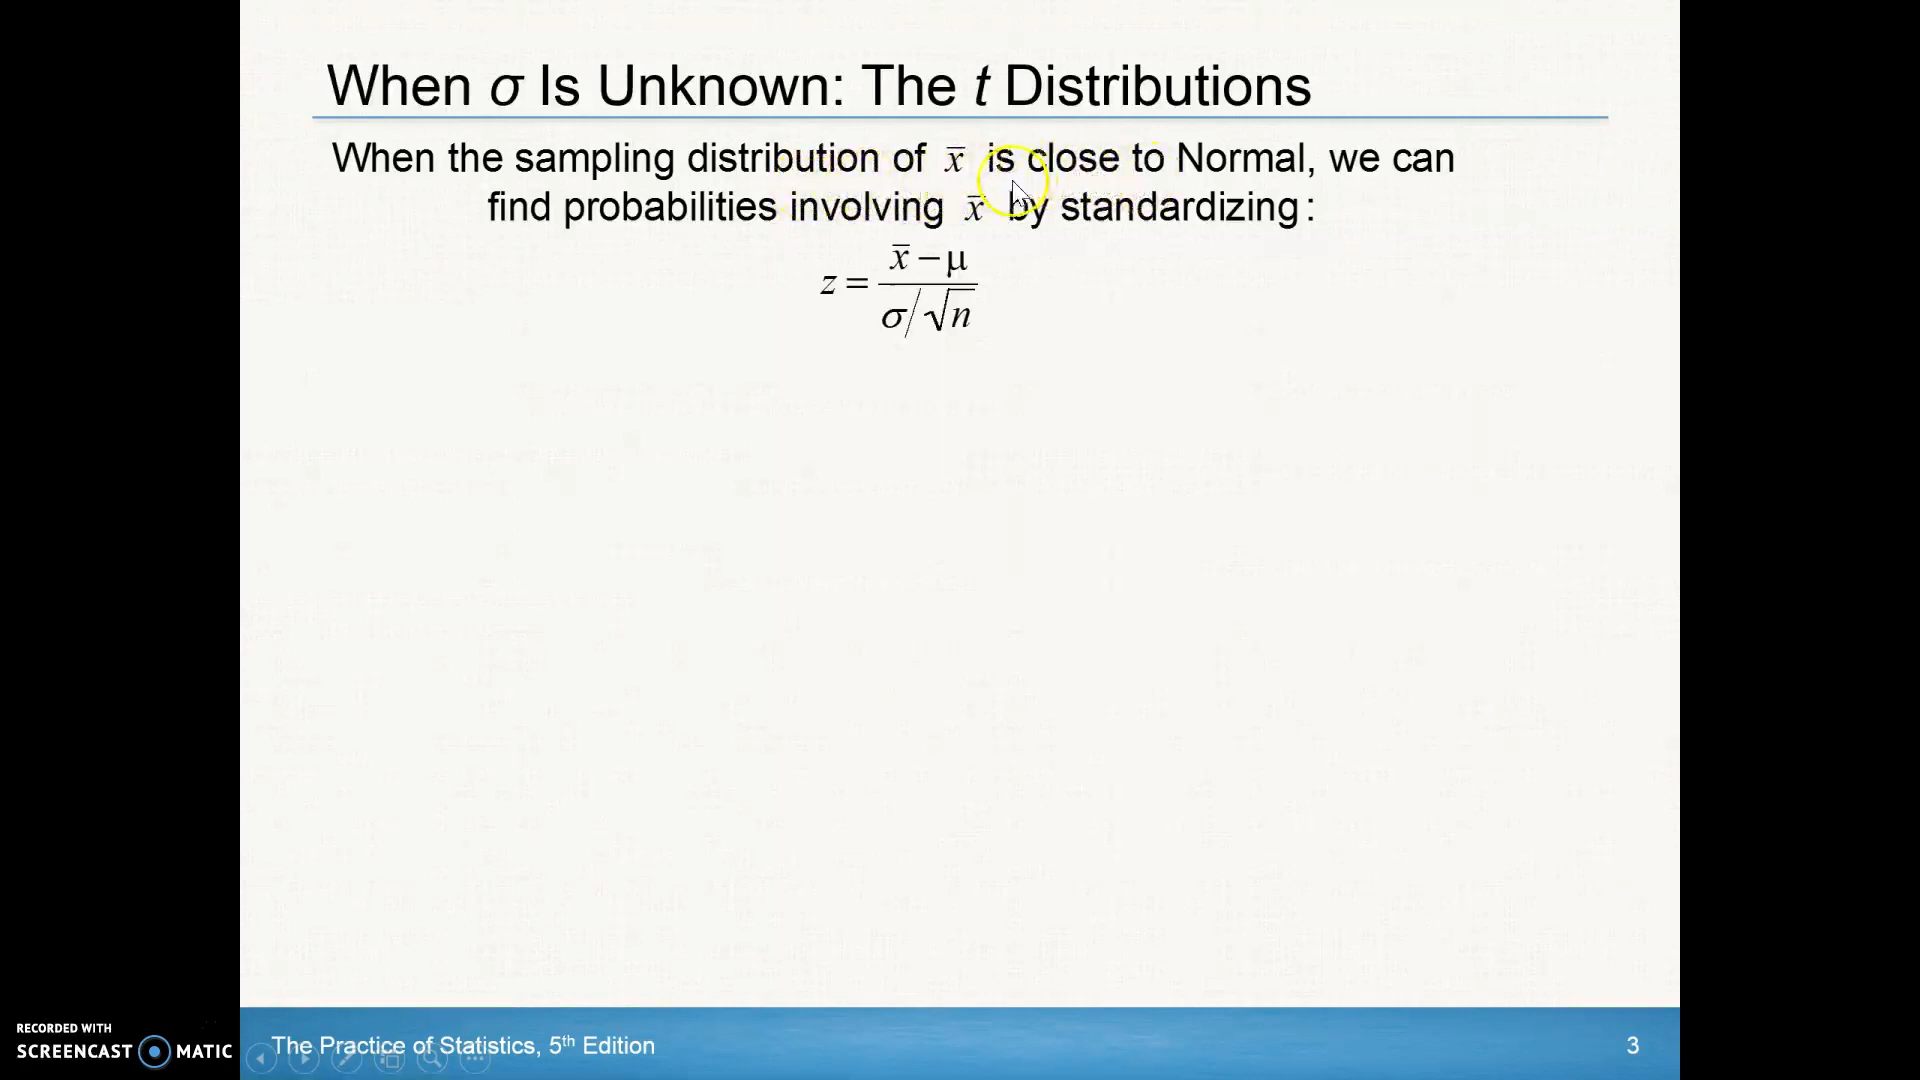 When σ Is Unknown: The t Distributions
When the sampling distribution of x̄ is close to Normal, we can
find probabilities involving x̄ by standardizing:
z = (x̄ − μ) / (σ/√n)
RECORDED WITH
SCREENCAST MATIC
The Practice of Statistics, 5th Edition
3